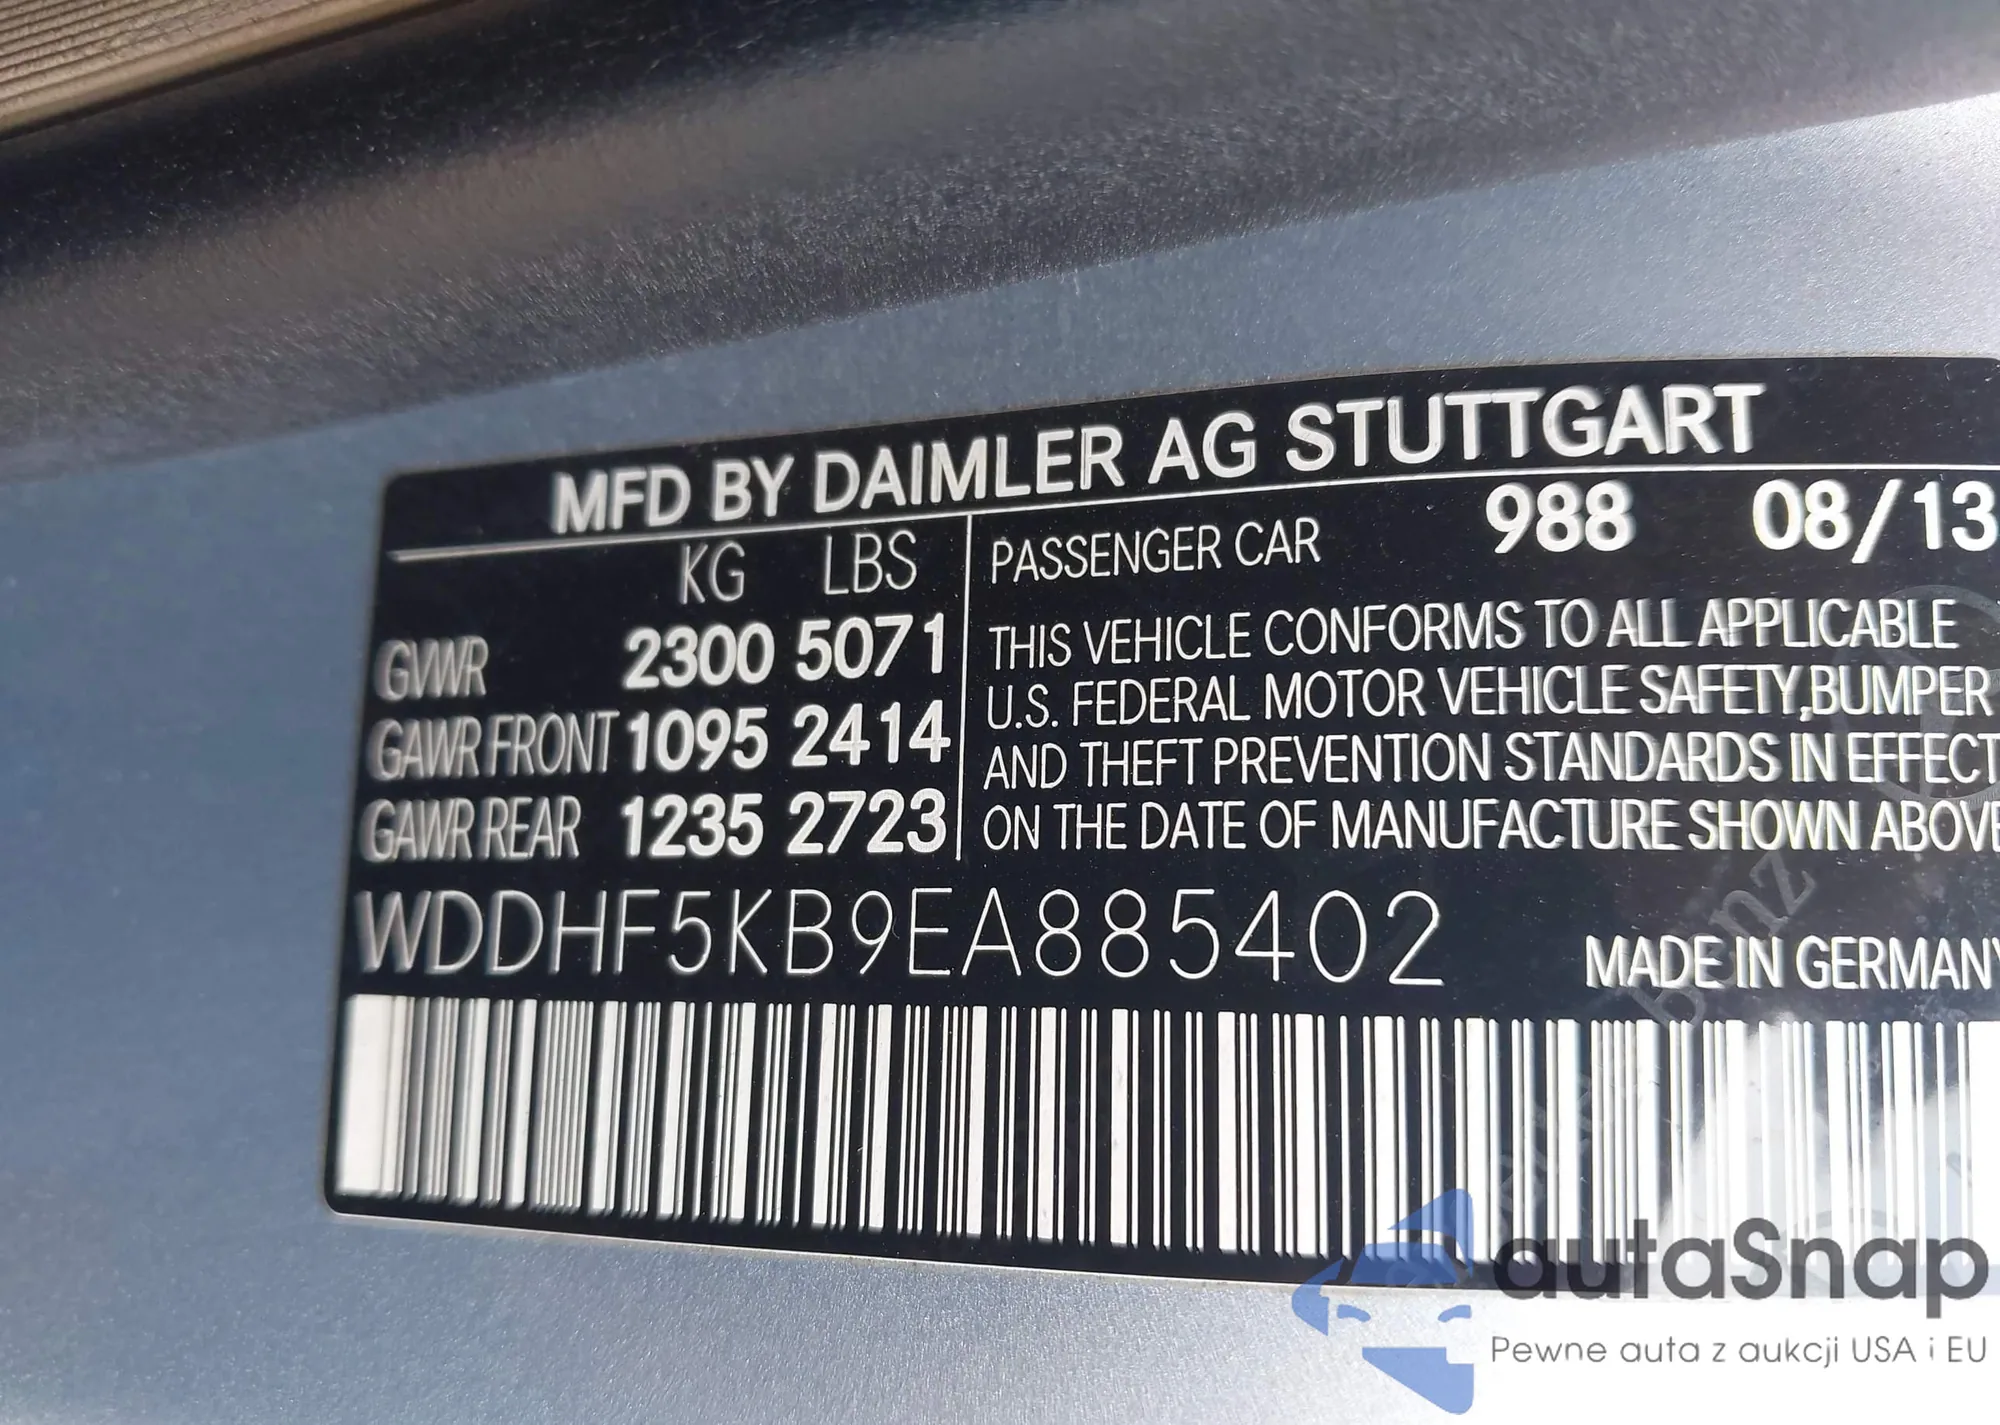 MFD BY DAIMLER AG STUTTGART
KG LBS
GVWR 2300 5071
GAWR FRONT 1095 2414
GAWR REAR 1235 2723
PASSENGER CAR 988 08/13
THIS VEHICLE CONFORMS TO ALL APPLICABLE
U.S. FEDERAL MOTOR VEHICLE SAFETY,BUMPER
AND THEFT PREVENTION STANDARDS IN EFFECT
ON THE DATE OF MANUFACTURE SHOWN ABOVE
WDDHF5KB9EA885402
MADE IN GERMANY
autaSnap
Pewne auta z aukcji USA i EU